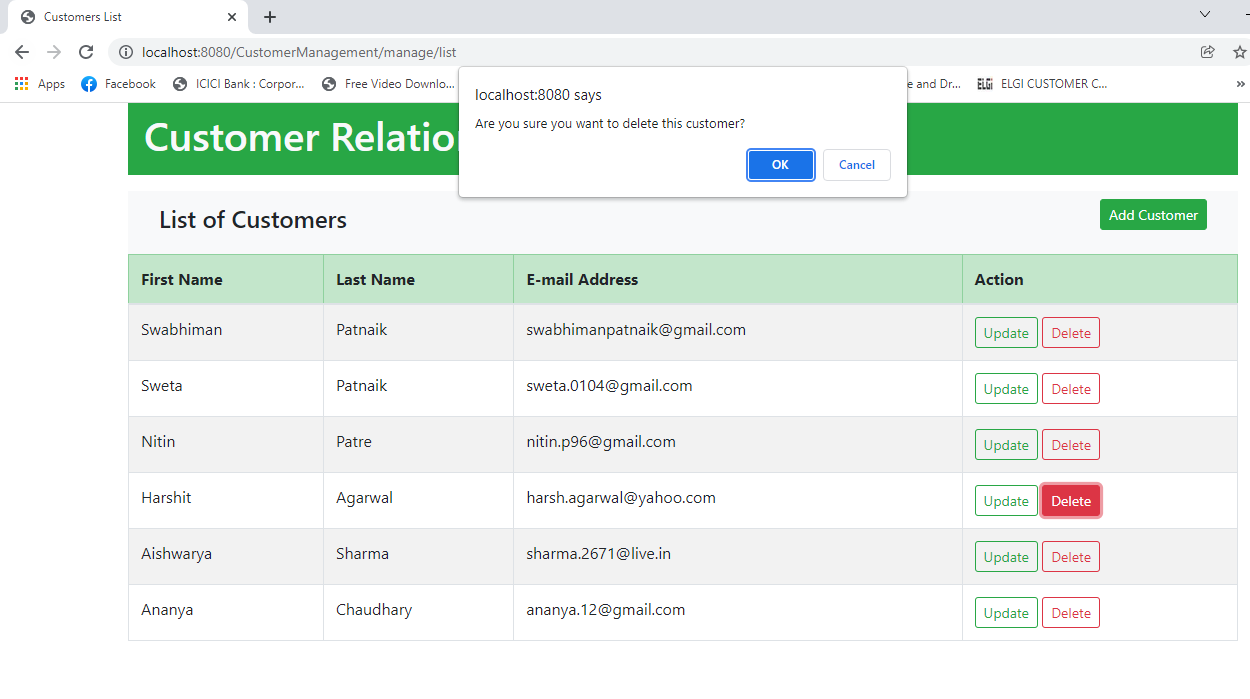 Customers List
localhost:8080/CustomerManagement/manage/list
Apps Facebook ICICI Bank : Corpor... Free Video Downlo... e and Dr... ELGI ELGI CUSTOMER C... »
localhost:8080 says
Are you sure you want to delete this customer?
OK Cancel
Customer Relatio
List of Customers Add Customer
First Name Last Name E-mail Address Action
Swabhiman Patnaik swabhimanpatnaik@gmail.com Update Delete
Sweta Patnaik sweta.0104@gmail.com Update Delete
Nitin Patre nitin.p96@gmail.com Update Delete
Harshit Agarwal harsh.agarwal@yahoo.com Update Delete
Aishwarya Sharma sharma.2671@live.in Update Delete
Ananya Chaudhary ananya.12@gmail.com Update Delete